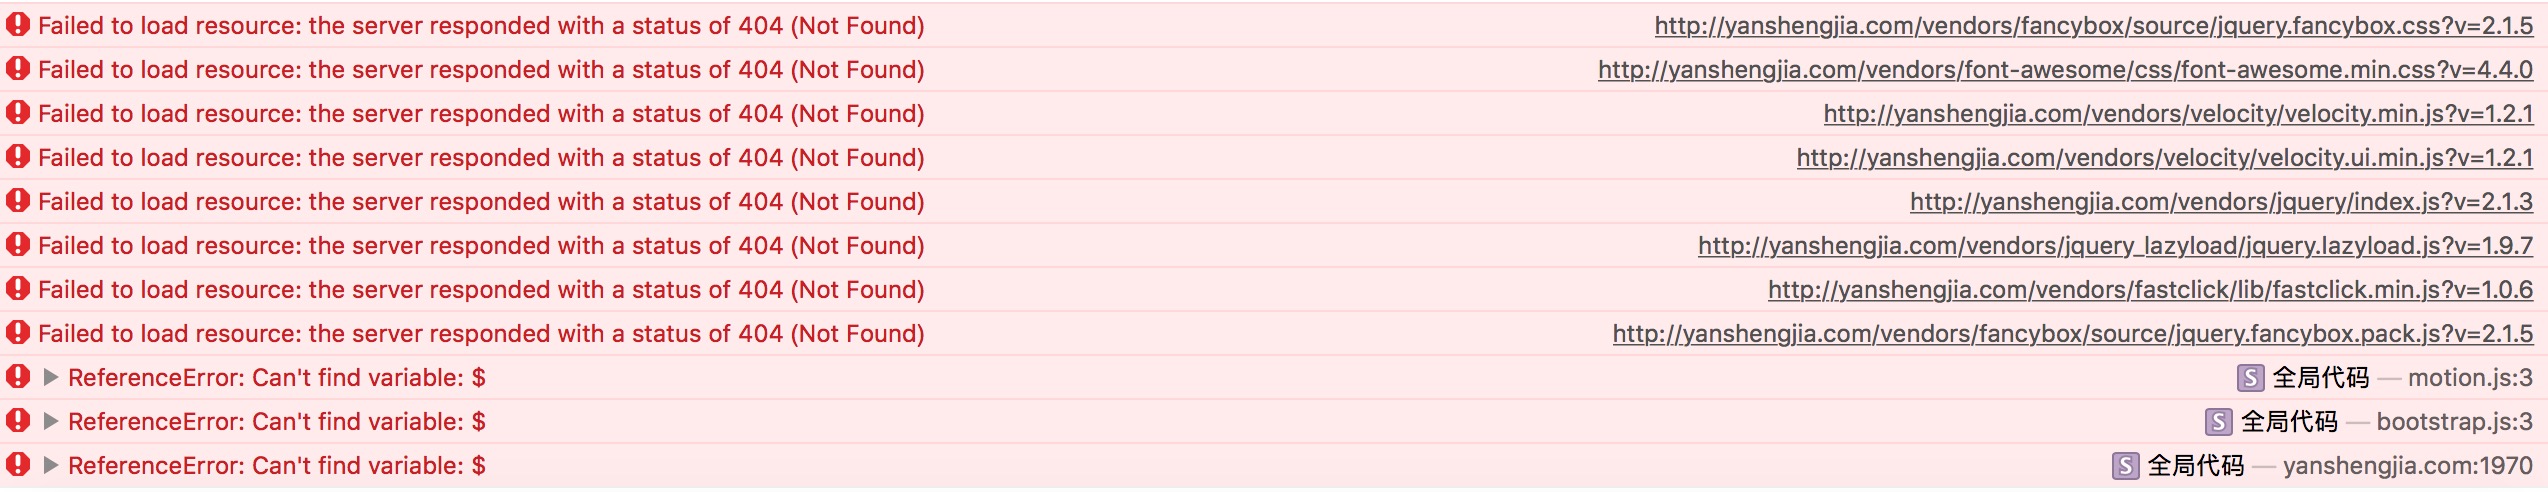 Failed to load resource: the server responded with a status of 404 (Not Found) http://yanshengjia.com/vendors/fancybox/source/jquery.fancybox.css?v=2.1.5
Failed to load resource: the server responded with a status of 404 (Not Found) http://yanshengjia.com/vendors/font-awesome/css/font-awesome.min.css?v=4.4.0
Failed to load resource: the server responded with a status of 404 (Not Found) http://yanshengjia.com/vendors/velocity/velocity.min.js?v=1.2.1
Failed to load resource: the server responded with a status of 404 (Not Found) http://yanshengjia.com/vendors/velocity/velocity.ui.min.js?v=1.2.1
Failed to load resource: the server responded with a status of 404 (Not Found) http://yanshengjia.com/vendors/jquery/index.js?v=2.1.3
Failed to load resource: the server responded with a status of 404 (Not Found) http://yanshengjia.com/vendors/jquery_lazyload/jquery.lazyload.js?v=1.9.7
Failed to load resource: the server responded with a status of 404 (Not Found) http://yanshengjia.com/vendors/fastclick/lib/fastclick.min.js?v=1.0.6
Failed to load resource: the server responded with a status of 404 (Not Found) http://yanshengjia.com/vendors/fancybox/source/jquery.fancybox.pack.js?v=2.1.5
ReferenceError: Can't find variable: $ S 全局代码 — motion.js:3
ReferenceError: Can't find variable: $ S 全局代码 — bootstrap.js:3
ReferenceError: Can't find variable: $ S 全局代码 — yanshengjia.com:1970